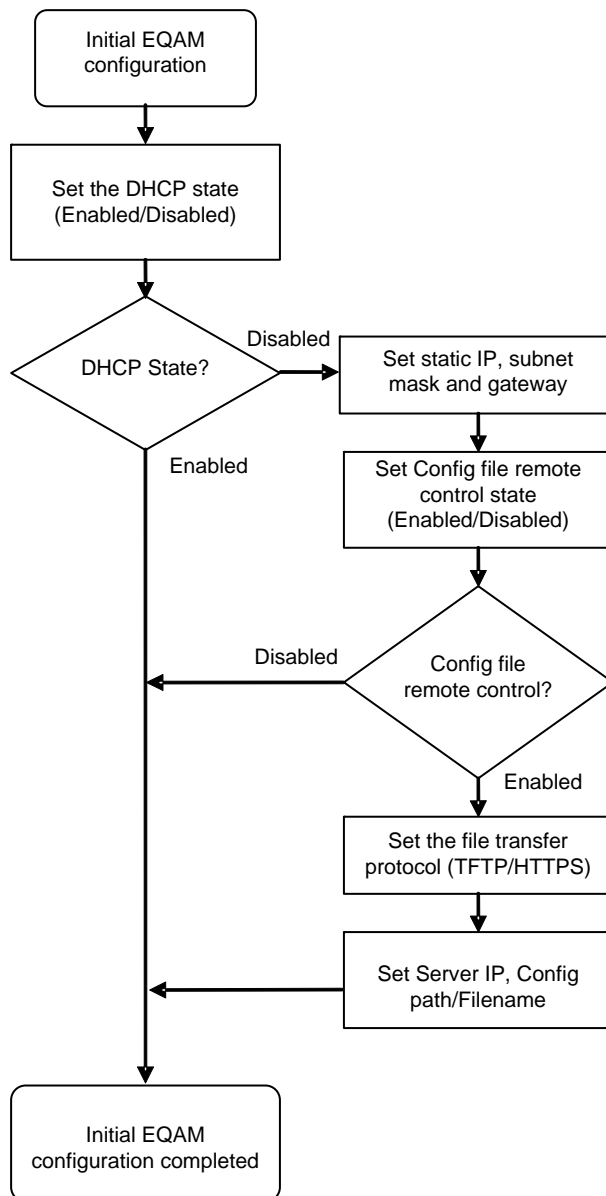 Initial EQAM
configuration
Set the DHCP state
(Enabled/Disabled)
DHCP State?
Disabled
Set static IP, subnet
mask and gateway
Enabled
Set Config file remote
control state
(Enabled/Disabled)
Disabled
Config file
remote control?
Enabled
Set the file transfer
protocol (TFTP/HTTPS)
Set Server IP, Config
path/Filename
Initial EQAM
configuration completed